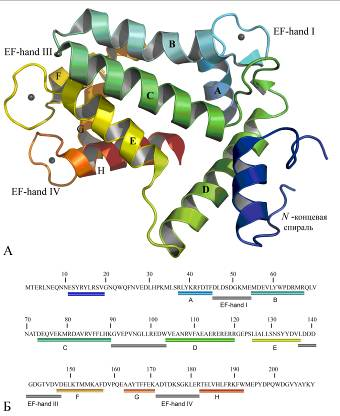 EF-hand I
EF-hand III
B
F
A
C
G
E
EF-hand IV
H
D
N -концевая
спираль
А
10 20 30 40 50 60
MTERLNEQNNESYRYLRSVGNQWQFNVEDLHPKMLSRLYKRFDTFDLDSDGKMEMDEVLYWPDRMRQLV
A B
EF-hand I
70 80 90 100 110 120 130 140
NATDEQVEKMRDAVRVFFLHKGVEPVNGLLREDWVEANRVFAEAERERERRGEPSLIALLSNSYYDVLDDD
C D E
150 160 170 180 190 200
GDGTVDVDELKTMMKAFDVPQEAAYTFFEKADTDKSGKLERTELVHLFRKFWMEPYDPQWDGVYAYKY
EF-hand III F G EF-hand IV H
Б